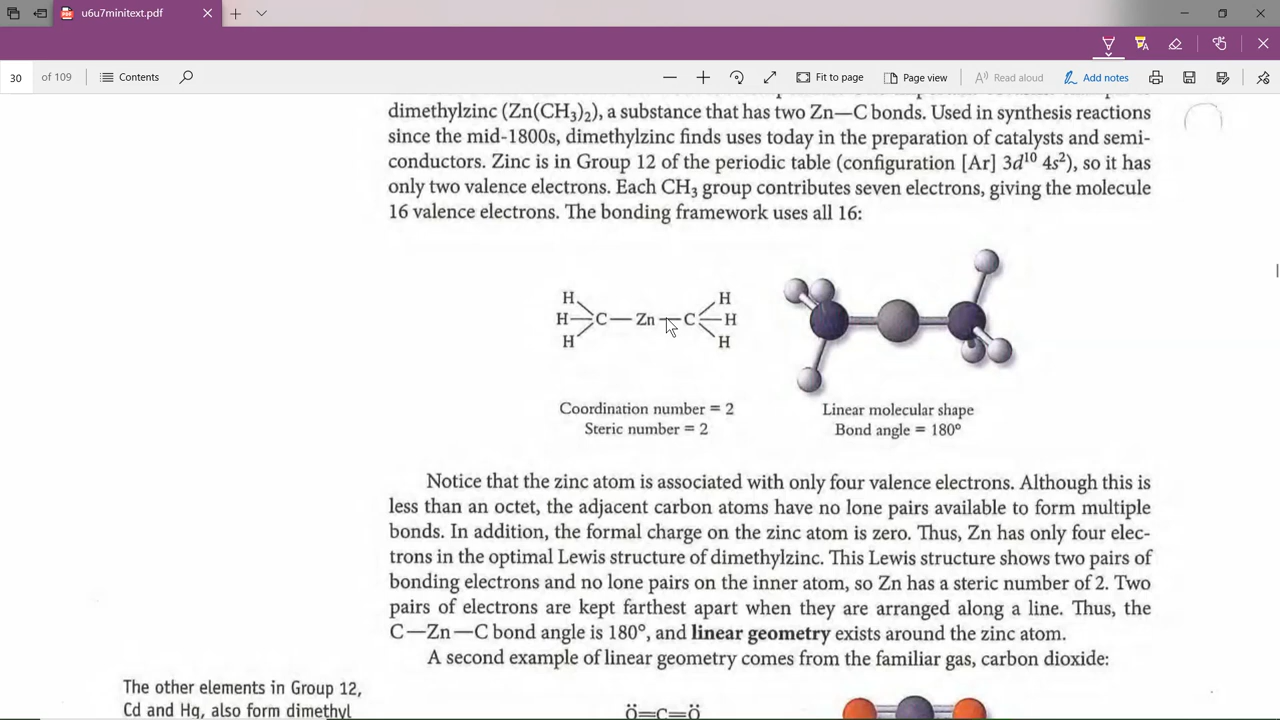 u6u7minitext.pdf
30 of 109 Contents Fit to page Page view Read aloud Add notes
dimethylzinc (Zn(CH₃)₂), a substance that has two Zn—C bonds. Used in synthesis reactions
since the mid-1800s, dimethylzinc finds uses today in the preparation of catalysts and semi-
conductors. Zinc is in Group 12 of the periodic table (configuration [Ar] 3d¹⁰ 4s²), so it has
only two valence electrons. Each CH₃ group contributes seven electrons, giving the molecule
16 valence electrons. The bonding framework uses all 16:
H H
H—C—Zn—C—H
H H
Coordination number = 2
Steric number = 2
Linear molecular shape
Bond angle = 180°
Notice that the zinc atom is associated with only four valence electrons. Although this is
less than an octet, the adjacent carbon atoms have no lone pairs available to form multiple
bonds. In addition, the formal charge on the zinc atom is zero. Thus, Zn has only four elec-
trons in the optimal Lewis structure of dimethylzinc. This Lewis structure shows two pairs of
bonding electrons and no lone pairs on the inner atom, so Zn has a steric number of 2. Two
pairs of electrons are kept farthest apart when they are arranged along a line. Thus, the
C—Zn—C bond angle is 180°, and linear geometry exists around the zinc atom.
A second example of linear geometry comes from the familiar gas, carbon dioxide:
The other elements in Group 12,
Cd and Hg, also form dimethyl
Ö=C=Ö